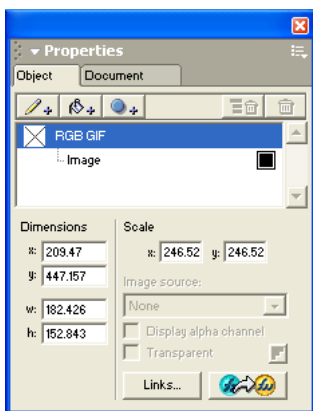 Properties
Object Document
RGB GIF
Image
Dimensions Scale
x: 209.47 x: 246.52 y: 246.52
y: 447.157
Image source:
w: 182.426 None
h: 152.843 Display alpha channel
Transparent
Links...